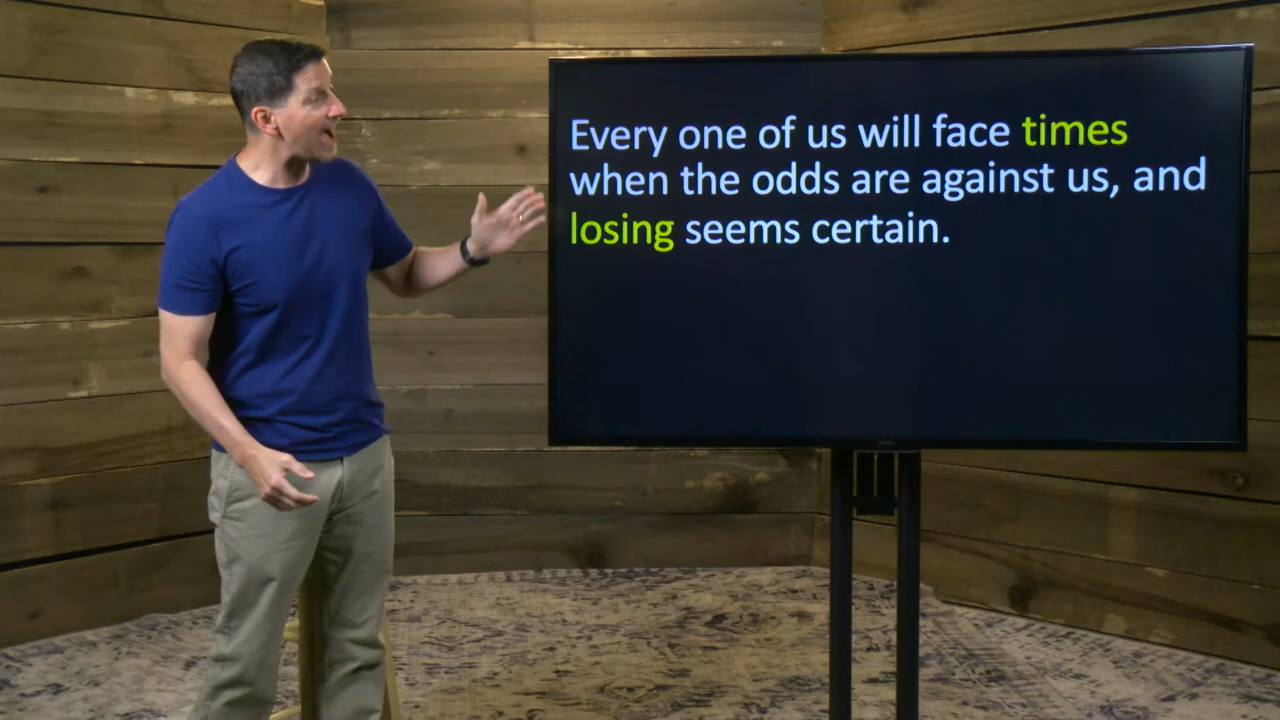 Every one of us will face times
when the odds are against us, and
losing seems certain.